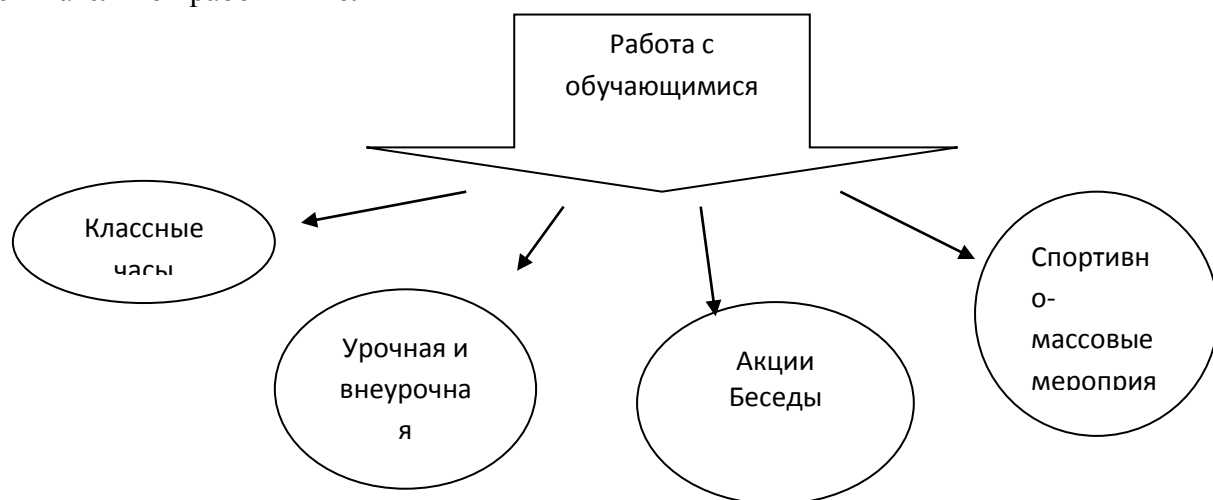 Работа с
обучающимися
Классные
часы
Урочная и
внеурочна
я
Акции
Беседы
Спортивн
о-
массовые
мероприя